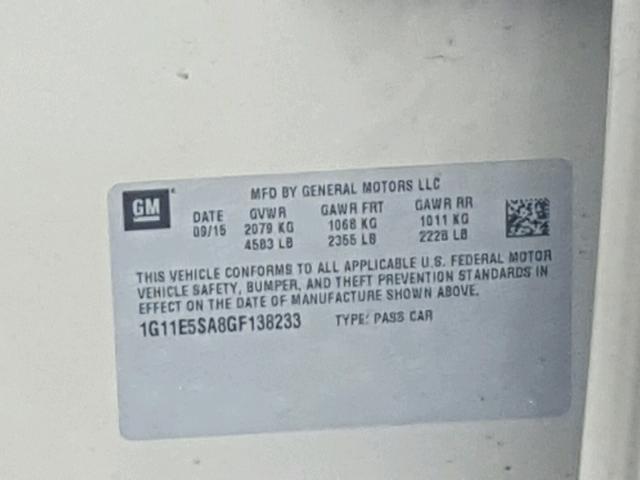 GM
MFD BY GENERAL MOTORS LLC
DATE GVWR GAWR FRT GAWR RR
09/15 2079 KG 1068 KG 1011 KG
4583 LB 2355 LB 2228 LB
THIS VEHICLE CONFORMS TO ALL APPLICABLE U.S. FEDERAL MOTOR
VEHICLE SAFETY, BUMPER, AND THEFT PREVENTION STANDARDS IN
EFFECT ON THE DATE OF MANUFACTURE SHOWN ABOVE.
1G11E5SA8GF138233 TYPE: PASS CAR